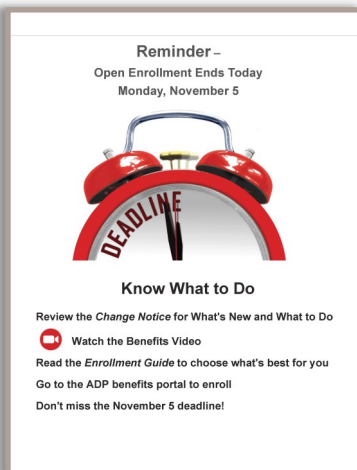 Reminder –
Open Enrollment Ends Today
Monday, November 5
DEADLINE
Know What to Do
Review the Change Notice for What's New and What to Do
Watch the Benefits Video
Read the Enrollment Guide to choose what's best for you
Go to the ADP benefits portal to enroll
Don't miss the November 5 deadline!